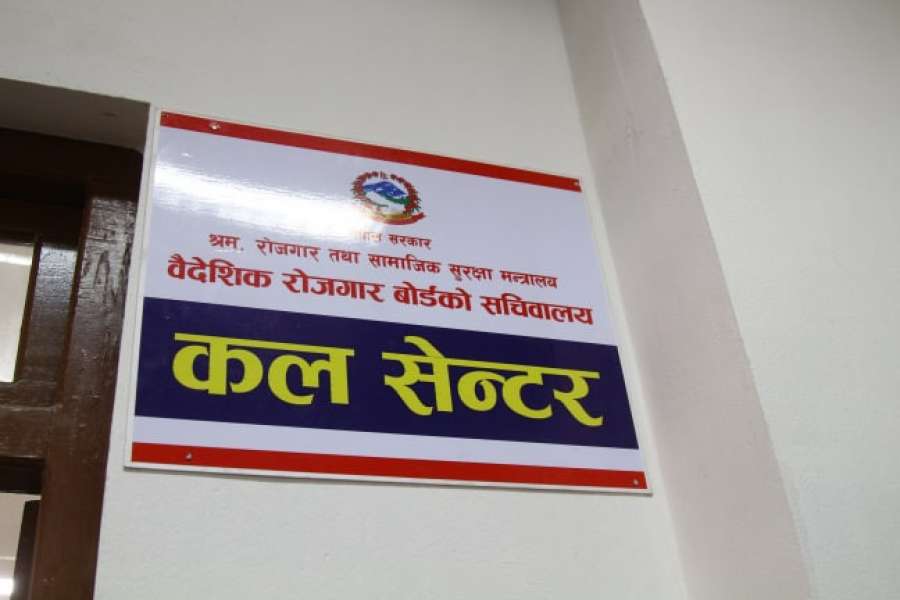 नेपाल सरकार
श्रम, रोजगार तथा सामाजिक सुरक्षा मन्त्रालय
वैदेशिक रोजगार बोर्डको सचिवालय
कल सेन्टर